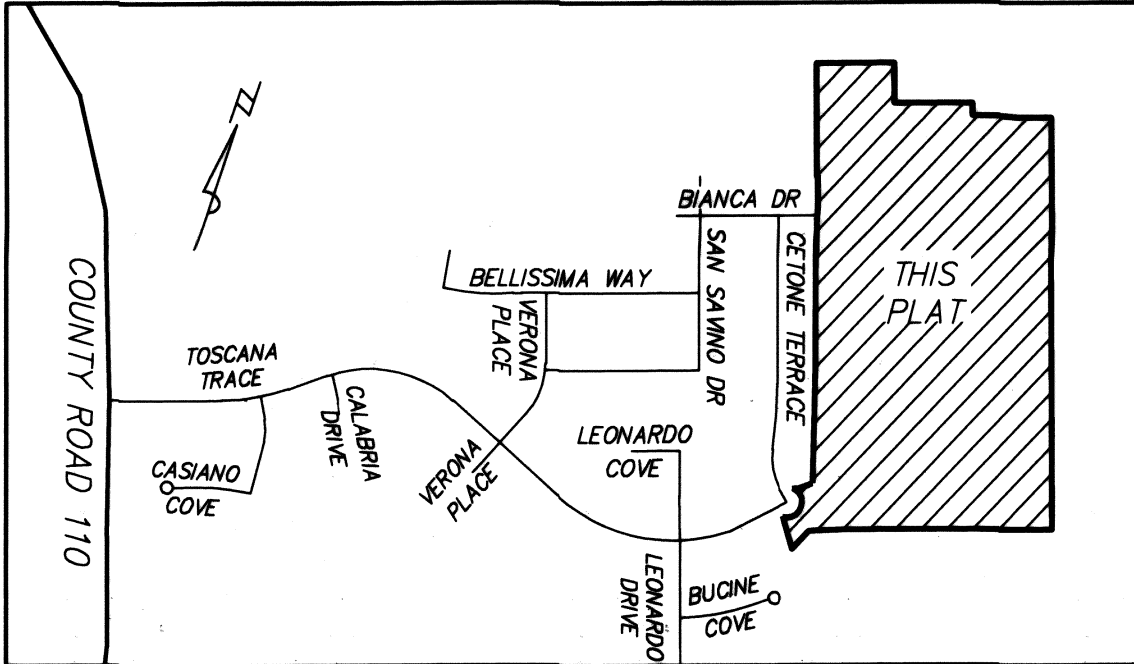 BIANCA DR
THIS
PLAT
SAN SAVINO DR
CETONE TERRACE
BELLISSIMA WAY
VERONA
PLACE
COUNTY ROAD 110
TOSCANA
TRACE
CALABRIA
DRIVE
CASIANO
COVE
VERONA
PLACE
LEONARDO
COVE
LEONARDO
DRIVE
BUCINE
COVE
N